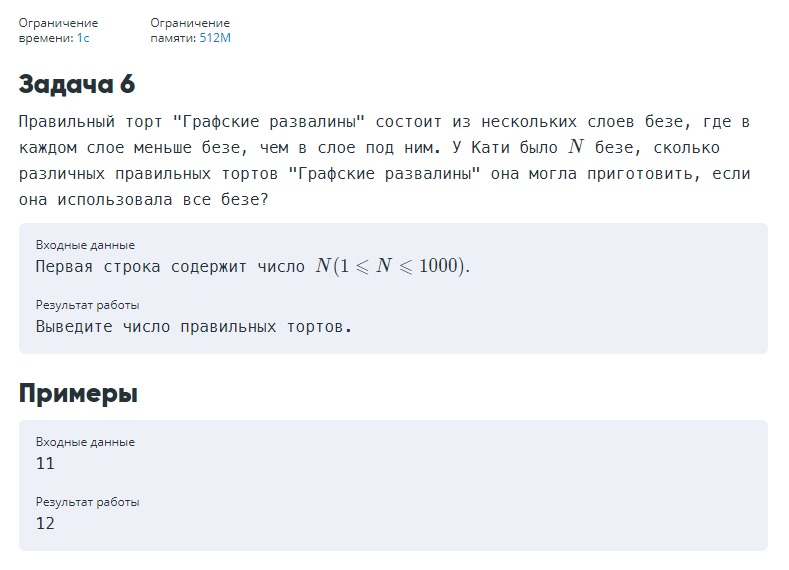 Ограничение
времени: 1с
Ограничение
памяти: 512M
Задача 6
Правильный торт "Графские развалины" состоит из нескольких слоев безе, где в
каждом слое меньше безе, чем в слое под ним. У Кати было N безе, сколько
различных правильных тортов "Графские развалины" она могла приготовить, если
она использовала все безе?
Входные данные
Первая строка содержит число N(1 ⩽ N ⩽ 1000).
Результат работы
Выведите число правильных тортов.
Примеры
Входные данные
11
Результат работы
12